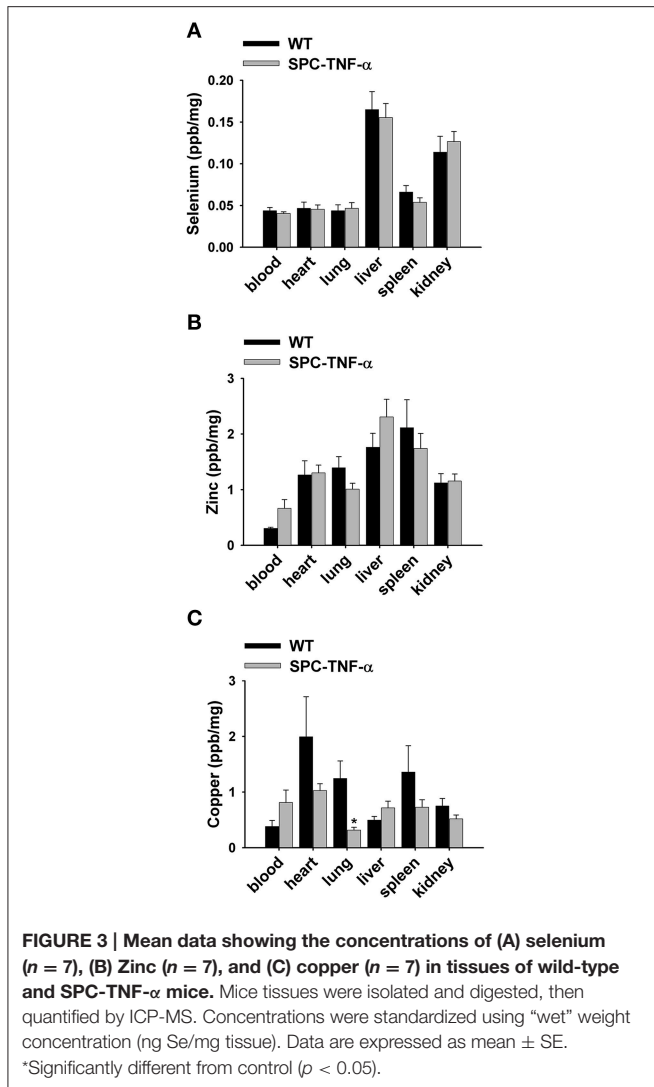 A
WT
SPC-TNF-α
Selenium (ppb/mg)
0.20
0.15
0.10
0.05
0.00
blood
heart
lung
liver
spleen
kidney
B
WT
SPC-TNF-α
Zinc (ppb/mg)
3
2
1
0
blood
heart
lung
liver
spleen
kidney
C
WT
SPC-TNF-α
Copper (ppb/mg)
3
2
1
0
*
blood
heart
lung
liver
spleen
kidney
FIGURE 3 | Mean data showing the concentrations of (A) selenium
(n = 7), (B) Zinc (n = 7), and (C) copper (n = 7) in tissues of wild-type
and SPC-TNF-α mice. Mice tissues were isolated and digested, then
quantified by ICP-MS. Concentrations were standardized using “wet” weight
concentration (ng Se/mg tissue). Data are expressed as mean ± SE.
*Significantly different from control (p < 0.05).